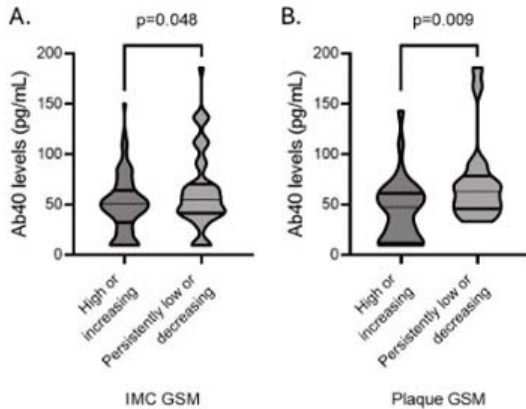 A.
p=0.048
Ab40 levels (pg/mL)
200
150
100
50
0
High or
increasing
Persistently low or
decreasing
IMC GSM
B.
p=0.009
Ab40 levels (pg/mL)
200
150
100
50
0
High or
increasing
Persistently low or
decreasing
Plaque GSM